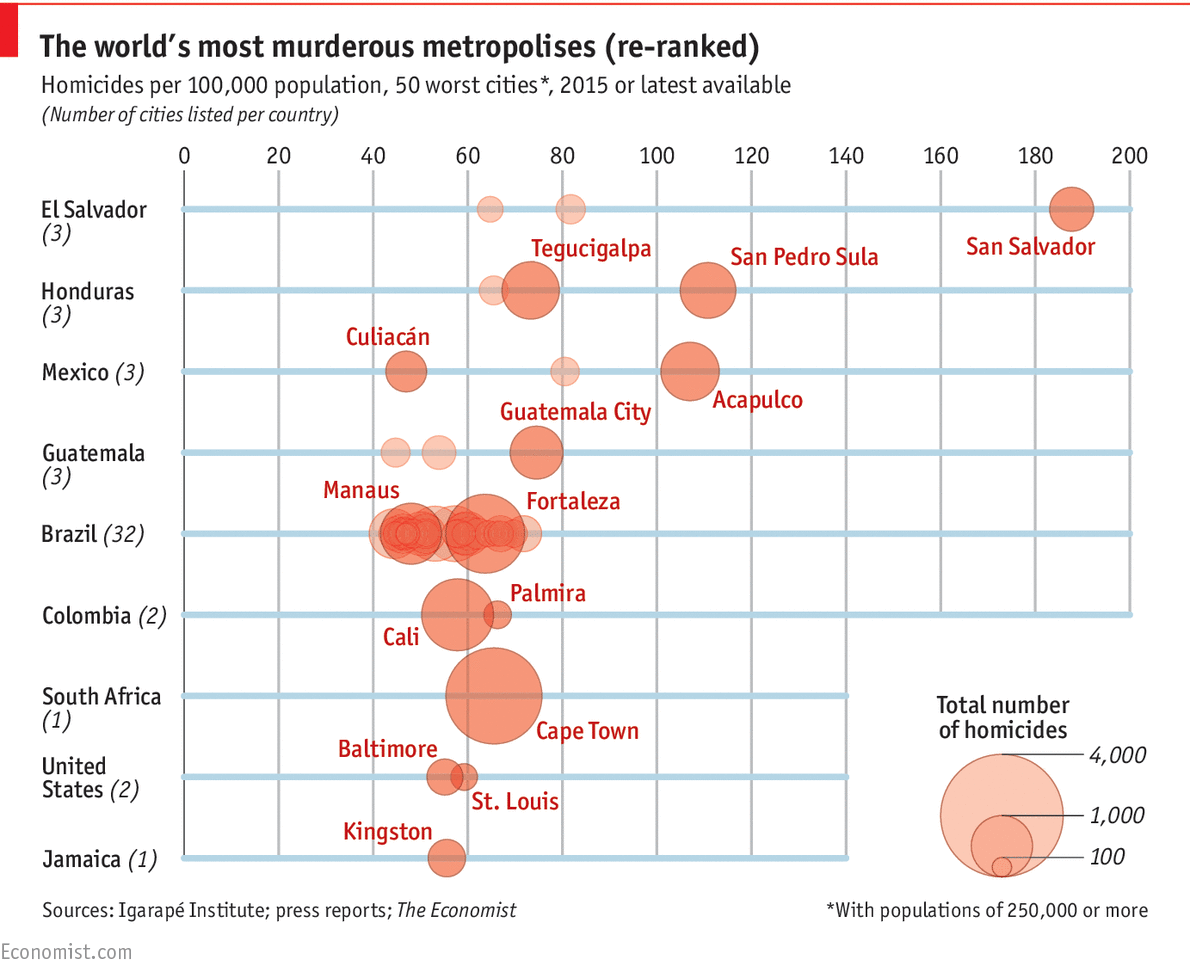 The world's most murderous metropolises (re-ranked)
Homicides per 100,000 population, 50 worst cities*, 2015 or latest available
(Number of cities listed per country)
0 20 40 60 80 100 120 140 160 180 200
El Salvador
(3)
San Salvador
Tegucigalpa
San Pedro Sula
Honduras
(3)
Culiacán
Mexico (3)
Acapulco
Guatemala City
Guatemala
(3)
Manaus
Fortaleza
Brazil (32)
Palmira
Colombia (2)
Cali
South Africa
(1)
Cape Town
Baltimore
United
States (2)
St. Louis
Kingston
Jamaica (1)
Total number
of homicides
4,000
1,000
100
Sources: Igarapé Institute; press reports; The Economist
*With populations of 250,000 or more
Economist.com